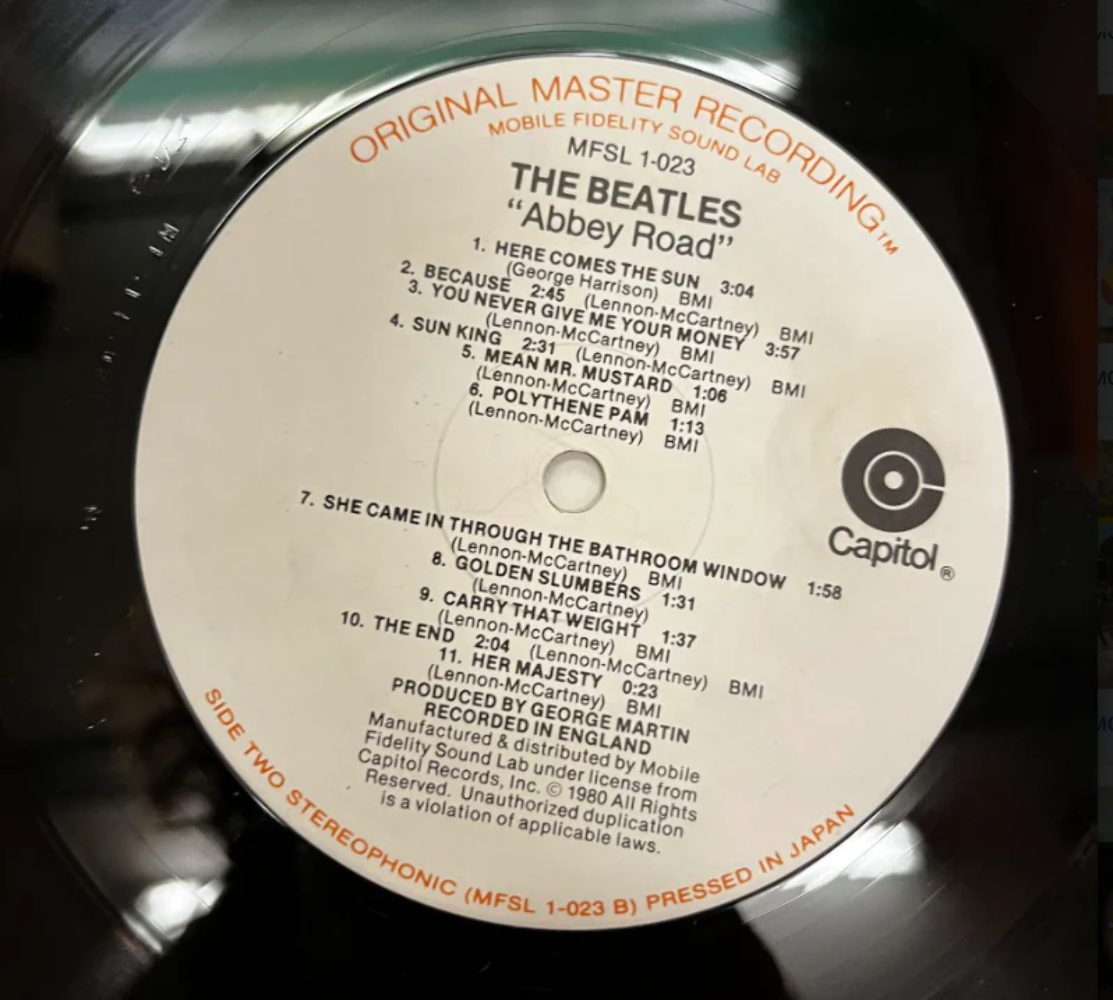 ORIGINAL MASTER RECORDING™
MOBILE FIDELITY SOUND LAB
MFSL 1-023
THE BEATLES
“Abbey Road”
1. HERE COMES THE SUN 3:04
(George Harrison) BMI
2. BECAUSE 2:45 (Lennon-McCartney) BMI
3. YOU NEVER GIVE ME YOUR MONEY 3:57
(Lennon-McCartney) BMI
4. SUN KING 2:31 (Lennon-McCartney) BMI
5. MEAN MR. MUSTARD 1:06
(Lennon-McCartney) BMI
6. POLYTHENE PAM 1:13
(Lennon-McCartney) BMI
Capitol®
7. SHE CAME IN THROUGH THE BATHROOM WINDOW 1:58
(Lennon-McCartney) BMI
8. GOLDEN SLUMBERS 1:31
(Lennon-McCartney)
9. CARRY THAT WEIGHT 1:37
(Lennon-McCartney) BMI
10. THE END 2:04 (Lennon-McCartney) BMI
11. HER MAJESTY 0:23
(Lennon-McCartney) BMI
PRODUCED BY GEORGE MARTIN
RECORDED IN ENGLAND
Manufactured & distributed by Mobile
Fidelity Sound Lab under license from
Capitol Records, Inc. © 1980 All Rights
Reserved. Unauthorized duplication
is a violation of applicable laws.
SIDE TWO STEREOPHONIC (MFSL 1-023 B) PRESSED IN JAPAN